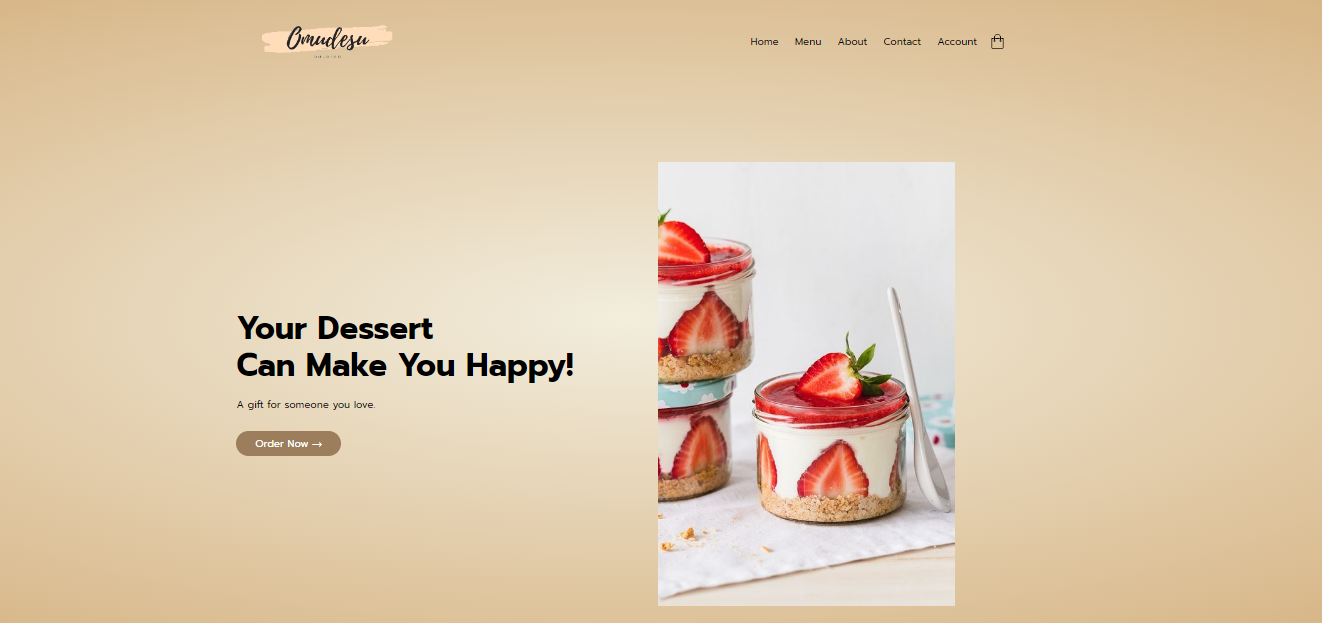 Omudesu
Home Menu About Contact Account
Your Dessert
Can Make You Happy!
A gift for someone you love.
Order Now →